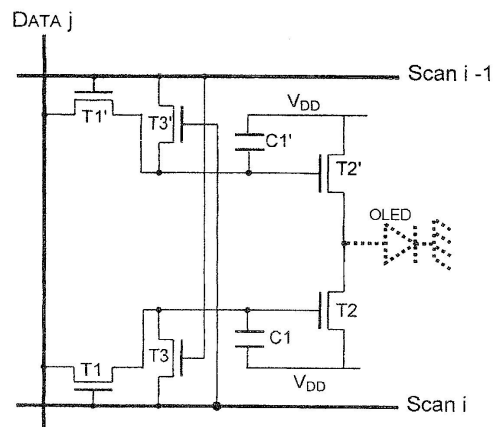 DATA j
Scan i -1
VDD
T1'
T3'
C1'
T2'
OLED
T2
C1
T1
T3
VDD
Scan i